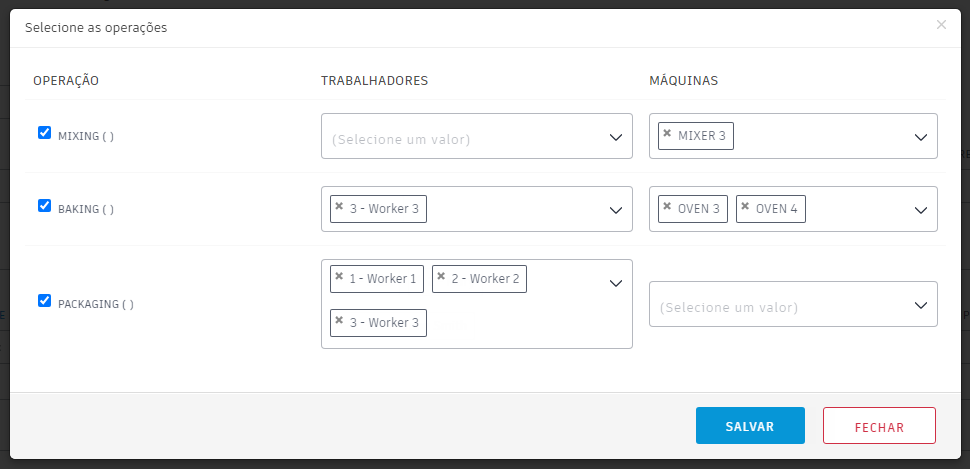 Selecione as operações
×
OPERAÇÃO TRABALHADORES MÁQUINAS
MIXING ( ) (Selecione um valor) × MIXER 3
BAKING ( ) × 3 - Worker 3 × OVEN 3 × OVEN 4
× 1 - Worker 1 × 2 - Worker 2
PACKAGING ( ) × 3 - Worker 3 (Selecione um valor)
SALVAR FECHAR